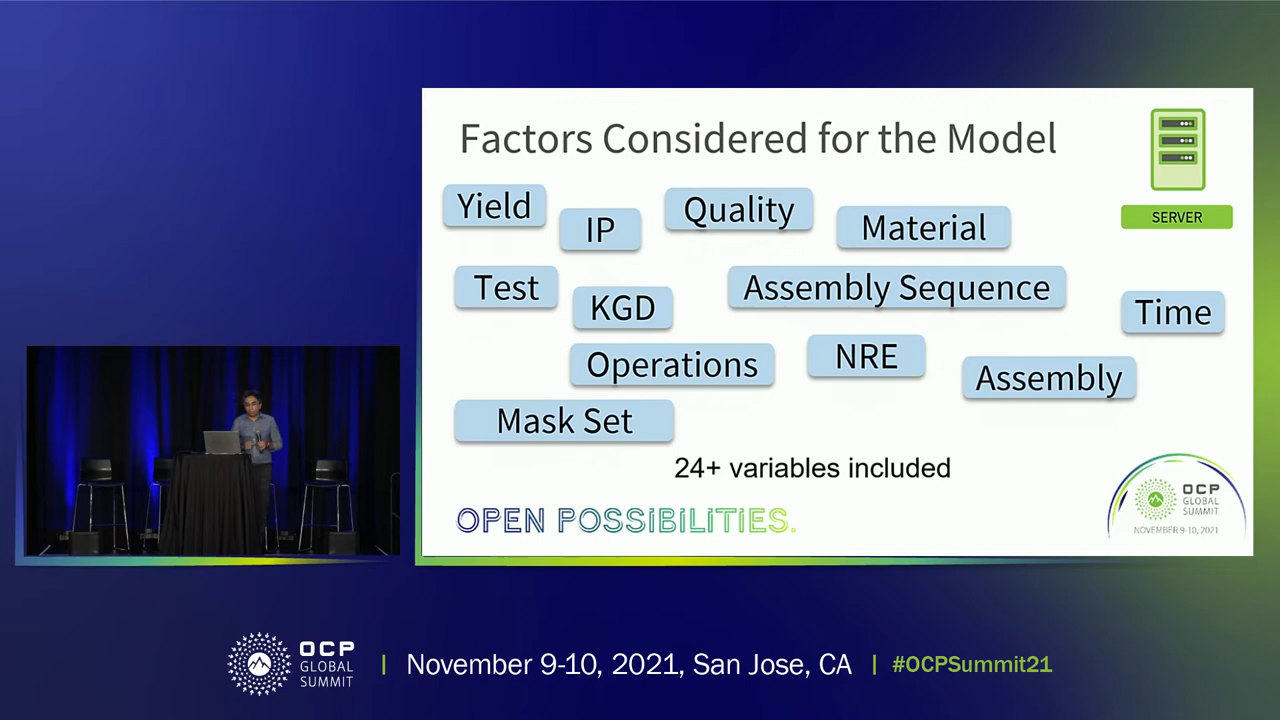 Factors Considered for the Model
SERVER
Yield
IP
Quality
Material
Test
KGD
Assembly Sequence
Time
Operations
NRE
Assembly
Mask Set
24+ variables included
OPEN POSSIBILITIES.
OCP
GLOBAL
SUMMIT
NOVEMBER 9-10, 2021
OCP
GLOBAL
SUMMIT
November 9-10, 2021, San Jose, CA
#OCPSummit21